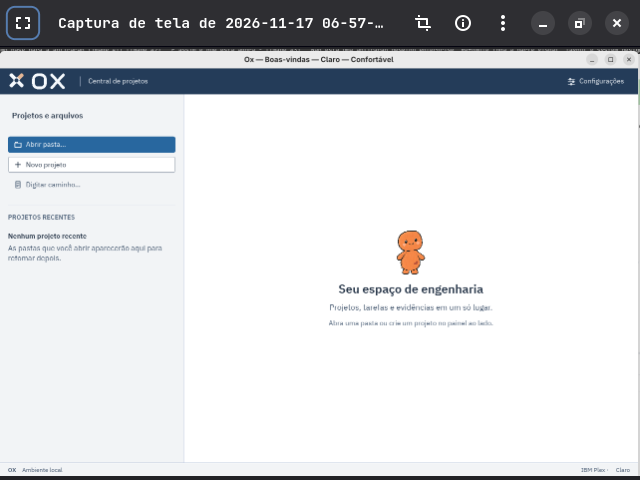 Captura de tela de 2026-11-17 06-57-…
Ox — Boas-vindas — Claro — Confortável
OX
Central de projetos
Configurações
Projetos e arquivos
Abrir pasta...
Novo projeto
Digitar caminho...
PROJETOS RECENTES
Nenhum projeto recente
As pastas que você abrir aparecerão aqui para
retomar depois.
Seu espaço de engenharia
Projetos, tarefas e evidências em um só lugar.
Abra uma pasta ou crie um projeto no painel ao lado.
OX Ambiente local
IBM Plex · Claro